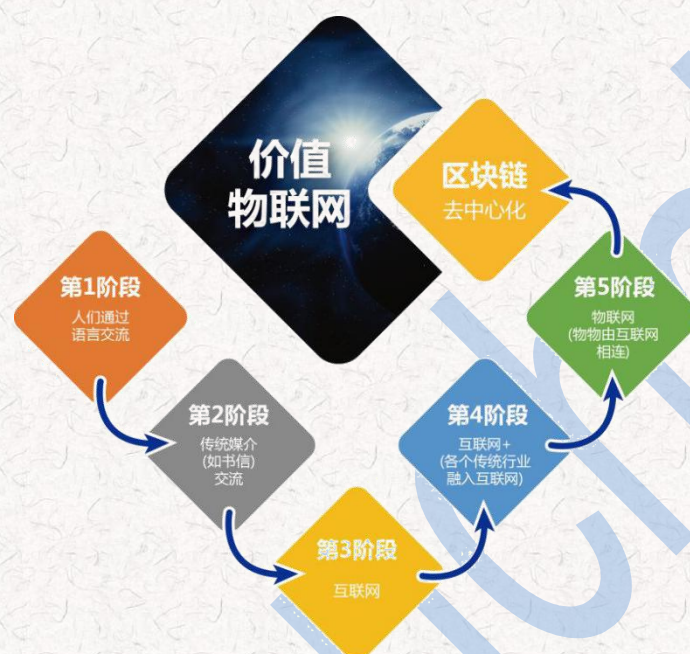 价值
物联网
区块链
去中心化
第1阶段
人们通过
语言交流
第2阶段
传统媒介
(如书信)
交流
第3阶段
互联网
第4阶段
互联网+
(各个传统行业
融入互联网)
第5阶段
物联网
(物物由互联网
相连)